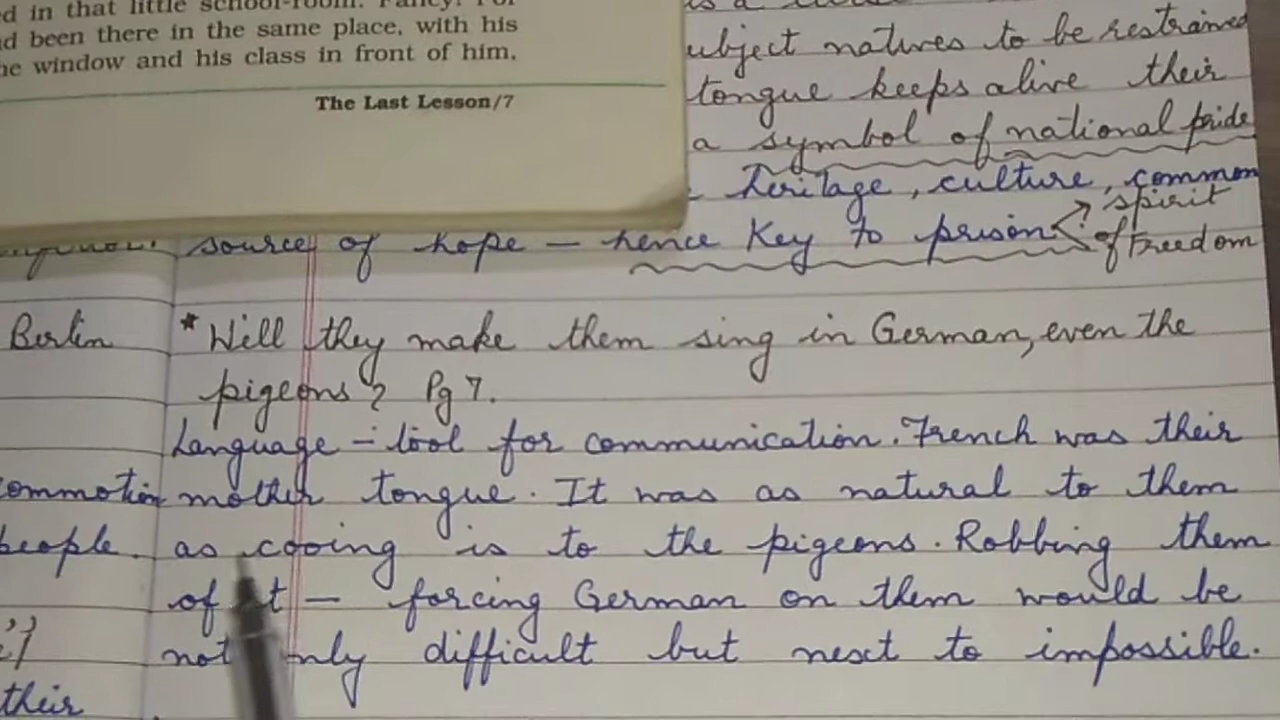 d in that little school-room. Fancy! For
d been there in the same place, with his
he window and his class in front of him,
The Last Lesson/7
is a
ubject natures to be restrained
tongue keeps alive their
a symbol of national pride
heritage, culture, common
source of hope – hence Key to prison < spirit
of freedom
Berlin
* Will they make them sing in German, even the
pigeons? Pg 7.
Language – tool for communication. French was their
ommotion mother tongue. It was as natural to them
people. as cooing is to the pigeons. Robbing them
of it – forcing German on them would be
not only difficult but next to impossible.
their